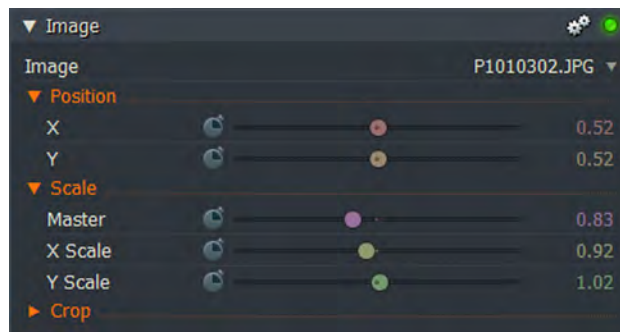 Image
Image P1010302.JPG
Position
X 0.52
Y 0.52
Scale
Master 0.83
X Scale 0.92
Y Scale 1.02
Crop